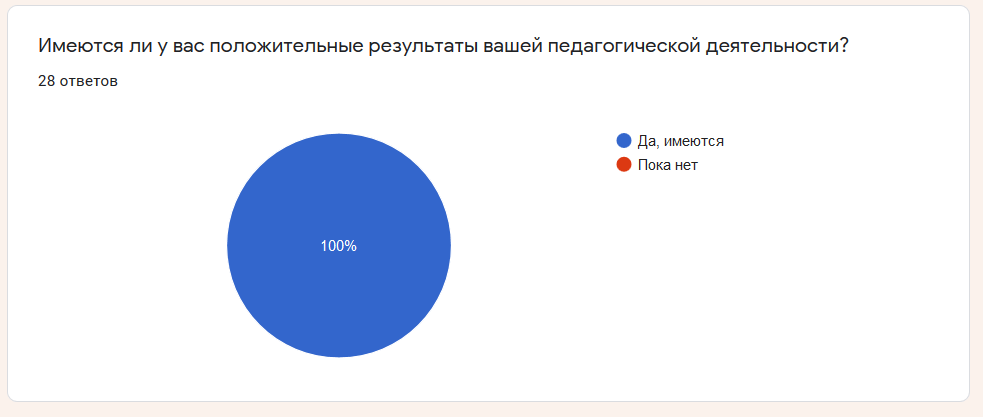 Имеются ли у вас положительные результаты вашей педагогической деятельности?
28 ответов
Да, имеются
Пока нет
100%